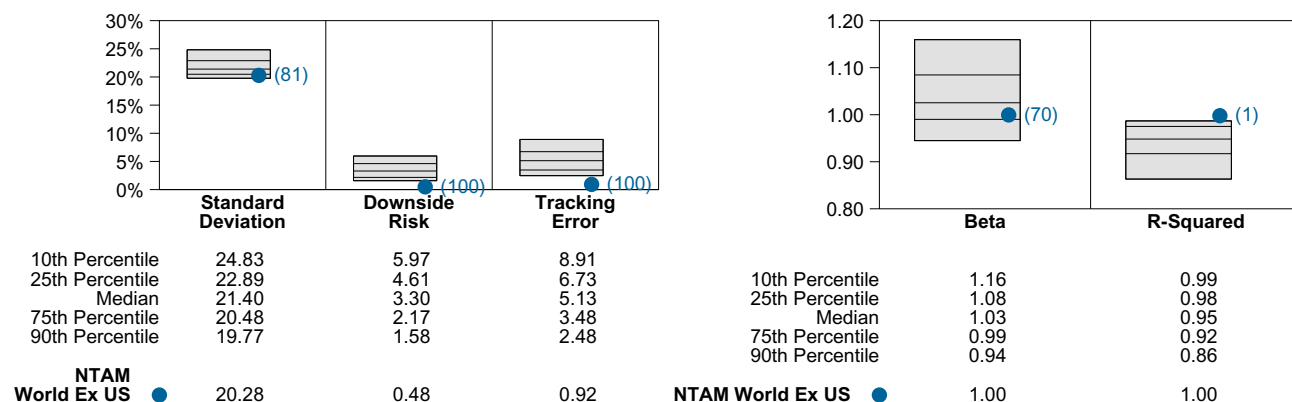 30%
25%
20%
15%
10%
5%
0%
(81)
(100)
(100)
Standard Deviation
Downside Risk
Tracking Error
10th Percentile 24.83 5.97 8.91
25th Percentile 22.89 4.61 6.73
Median 21.40 3.30 5.13
75th Percentile 20.48 2.17 3.48
90th Percentile 19.77 1.58 2.48
NTAM
World Ex US 20.28 0.48 0.92
1.20
1.10
1.00
0.90
0.80
(70)
(1)
Beta R-Squared
10th Percentile 1.16 0.99
25th Percentile 1.08 0.98
Median 1.03 0.95
75th Percentile 0.99 0.92
90th Percentile 0.94 0.86
NTAM World Ex US 1.00 1.00